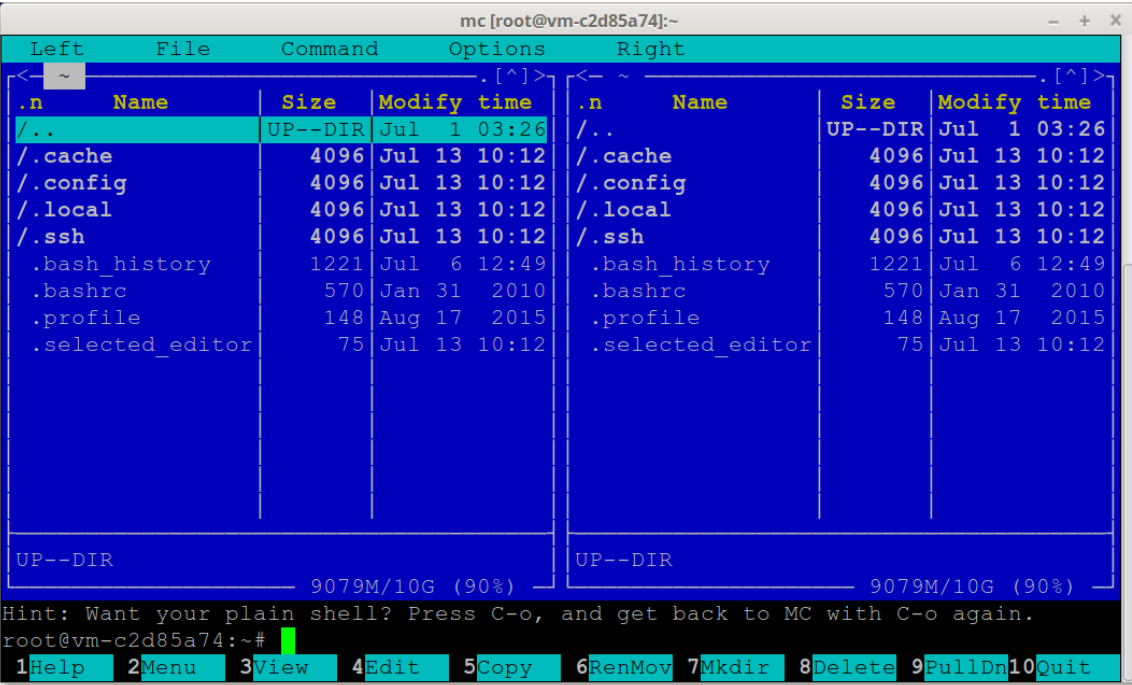 mc [root@vm-c2d85a74]:~
Left File Command Options Right
<─ ~ ─.[^]>┐ <─ ~ ─.[^]>┐
.n Name Size Modify time .n Name Size Modify time
/.. UP--DIR Jul 1 03:26 /.. UP--DIR Jul 1 03:26
/.cache 4096 Jul 13 10:12 /.cache 4096 Jul 13 10:12
/.config 4096 Jul 13 10:12 /.config 4096 Jul 13 10:12
/.local 4096 Jul 13 10:12 /.local 4096 Jul 13 10:12
/.ssh 4096 Jul 13 10:12 /.ssh 4096 Jul 13 10:12
.bash_history 1221 Jul 6 12:49 .bash_history 1221 Jul 6 12:49
.bashrc 570 Jan 31 2010 .bashrc 570 Jan 31 2010
.profile 148 Aug 17 2015 .profile 148 Aug 17 2015
.selected_editor 75 Jul 13 10:12 .selected_editor 75 Jul 13 10:12
UP--DIR UP--DIR
9079M/10G (90%) 9079M/10G (90%)
Hint: Want your plain shell? Press C-o, and get back to MC with C-o again.
root@vm-c2d85a74:~#
1Help 2Menu 3View 4Edit 5Copy 6RenMov 7Mkdir 8Delete 9PullDn 10Quit